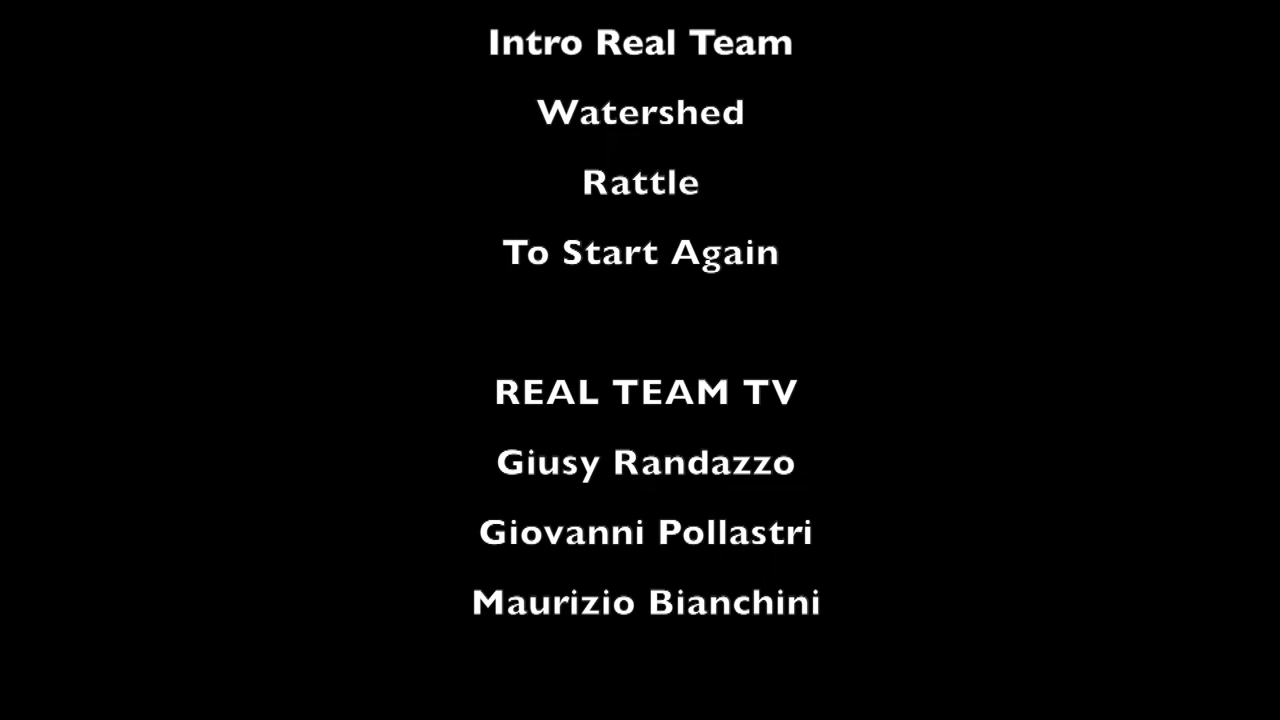 Intro Real Team
Watershed
Rattle
To Start Again
REAL TEAM TV
Giusy Randazzo
Giovanni Pollastri
Maurizio Bianchini